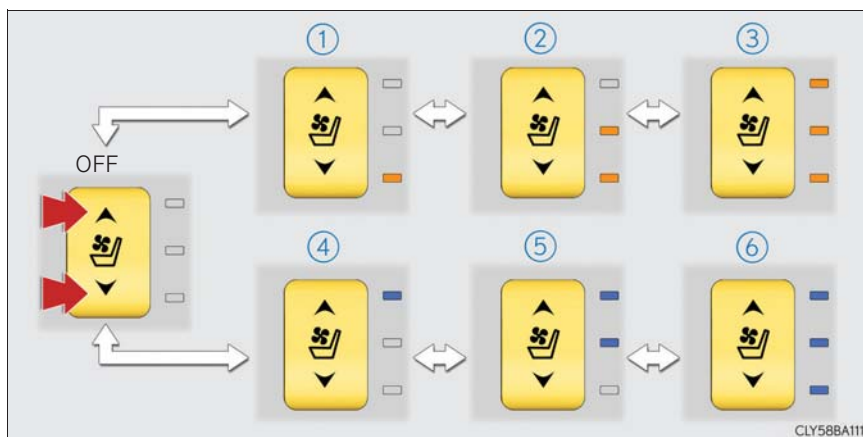 ① ② ③
OFF
④ ⑤ ⑥
CLY58BA111